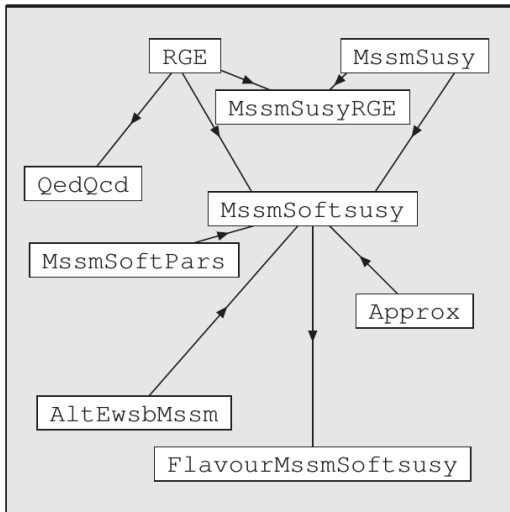 RGE
MssmSusy
MssmSusyRGE
QedQcd
MssmSoftsusy
MssmSoftPars
Approx
AltEwsbMssm
FlavourMssmSoftsusy